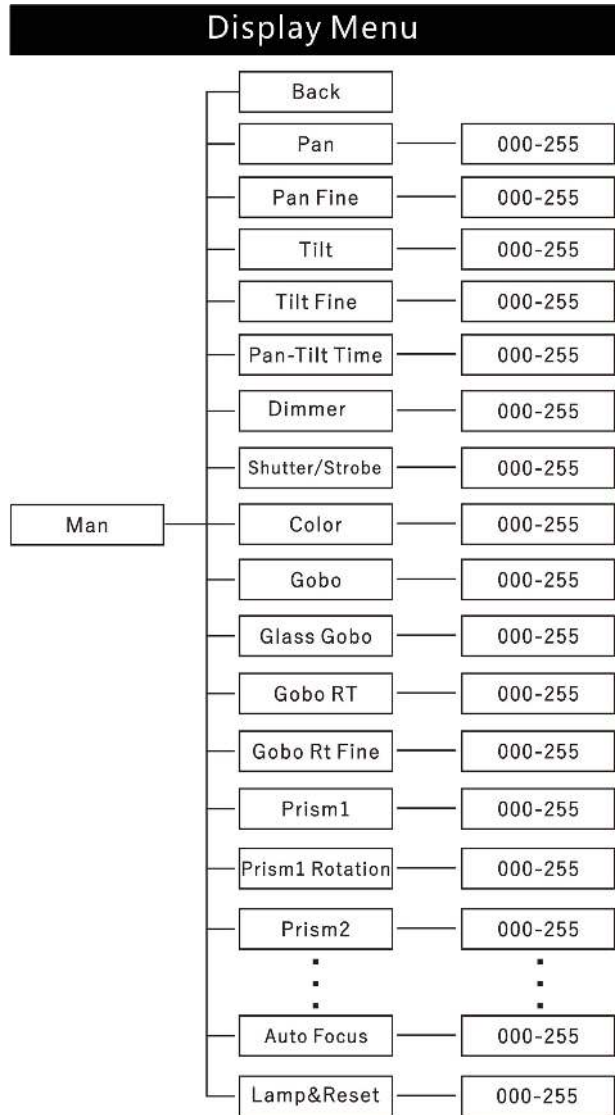 Display Menu
Back
Pan 000-255
Pan Fine 000-255
Tilt 000-255
Tilt Fine 000-255
Pan-Tilt Time 000-255
Dimmer 000-255
Shutter/Strobe 000-255
Man Color 000-255
Gobo 000-255
Glass Gobo 000-255
Gobo RT 000-255
Gobo Rt Fine 000-255
Prism1 000-255
Prism1 Rotation 000-255
Prism2 000-255
Auto Focus 000-255
Lamp&Reset 000-255